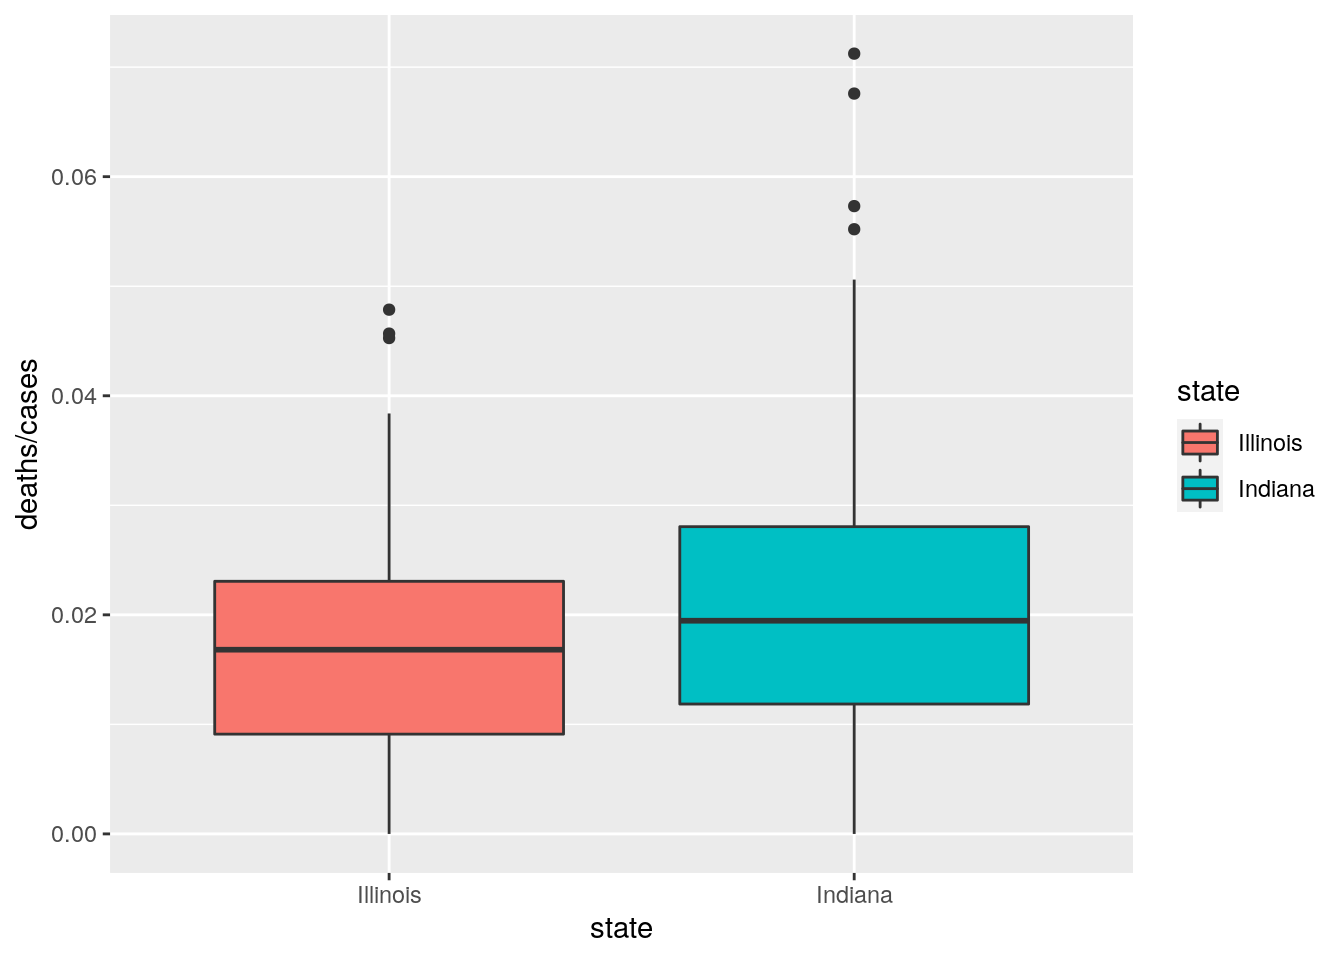 deaths/cases
0.06
0.04
0.02
0.00
Illinois
Indiana
state
state
Illinois
Indiana